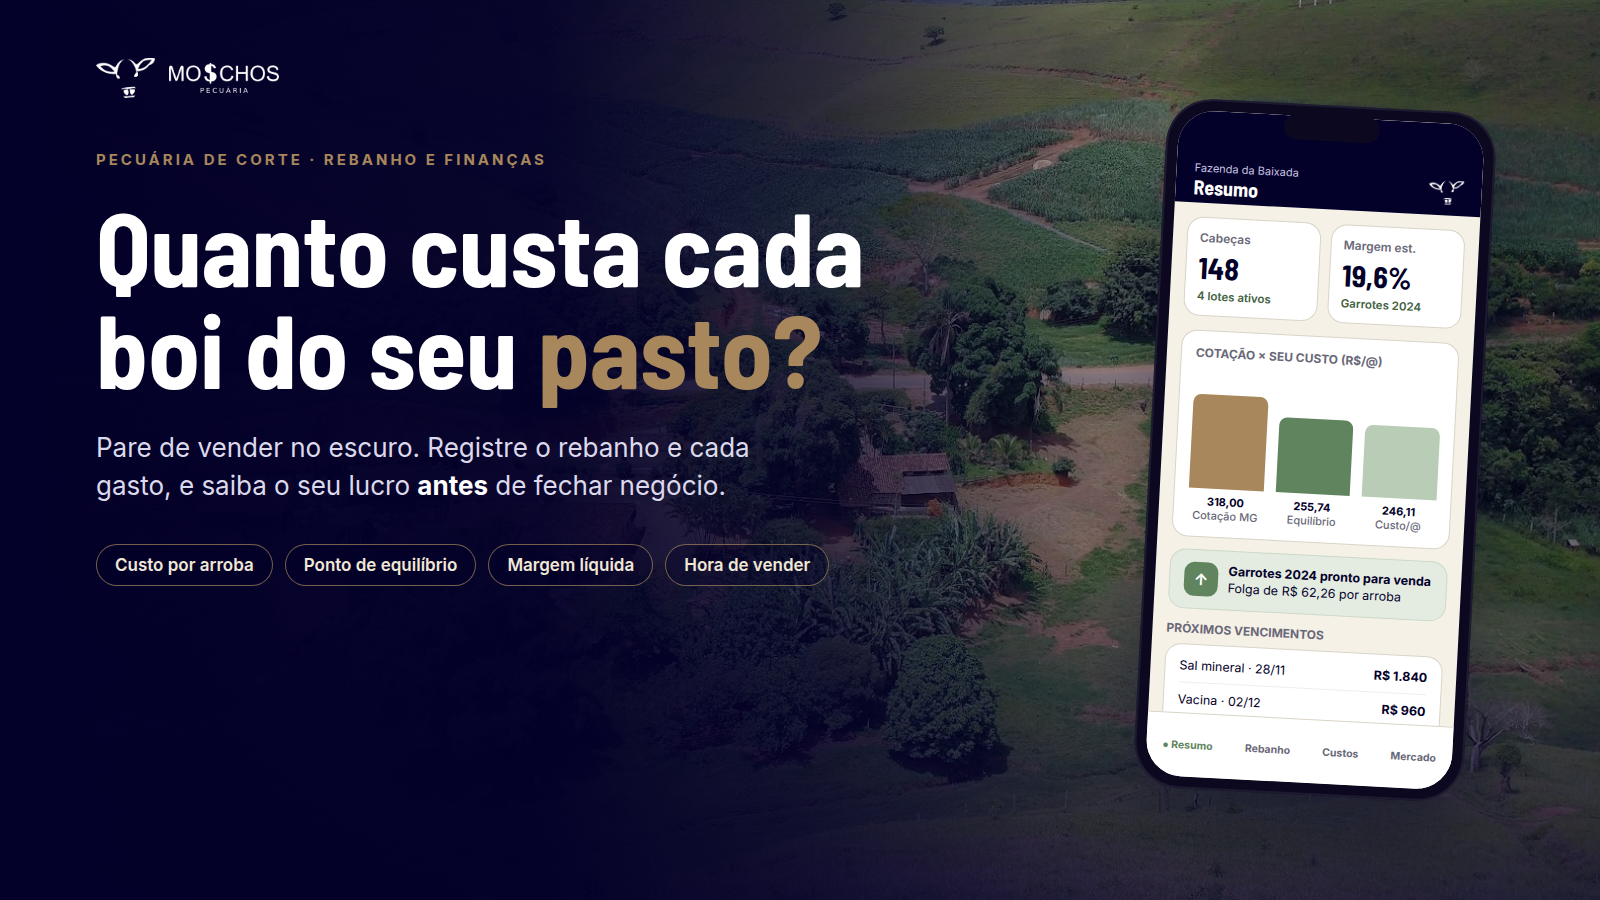 MO$CHOS
PECUÁRIA
PECUÁRIA DE CORTE · REBANHO E FINANÇAS
Quanto custa cada
boi do seu pasto?
Pare de vender no escuro. Registre o rebanho e cada
gasto, e saiba o seu lucro antes de fechar negócio.
Custo por arroba
Ponto de equilíbrio
Margem líquida
Hora de vender
Fazenda da Baixada
Resumo
Cabeças
148
4 lotes ativos
Margem est.
19,6%
Garrotes 2024
COTAÇÃO × SEU CUSTO (R$/@)
318,00
Cotação MG
255,74
Equilíbrio
246,11
Custo/@
Garrotes 2024 pronto para venda
Folga de R$ 62,26 por arroba
PRÓXIMOS VENCIMENTOS
Sal mineral · 28/11 R$ 1.840
Vacina · 02/12 R$ 960
• Resumo Rebanho Custos Mercado